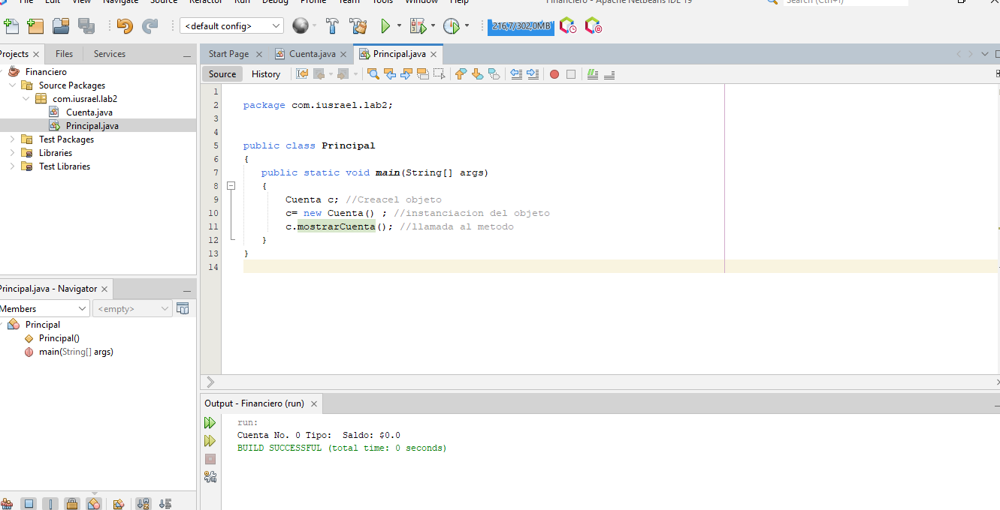 File Edit View Navigate Source Refactor Run Debug Profile Team Tools Window Help
Financiero - Apache NetBeans IDE 19
Search (Ctrl+I)
<default config>
216,7/302,0MB
Projects Files Services
Financiero
Source Packages
com.iusrael.lab2
Cuenta.java
Principal.java
Test Packages
Libraries
Test Libraries
Principal.java - Navigator
Members
<empty>
Principal
Principal()
main(String[] args)
Start Page Cuenta.java Principal.java
Source History
1
2 package com.iusrael.lab2;
3
4
5 public class Principal
6 {
7 public static void main(String[] args)
8 {
9 Cuenta c; //Creacel objeto
10 c= new Cuenta() ; //instanciacion del objeto
11 c.mostrarCuenta(); //llamada al metodo
12 }
13 }
14
Output - Financiero (run)
run:
Cuenta No. 0 Tipo:  Saldo: $0.0
BUILD SUCCESSFUL (total time: 0 seconds)